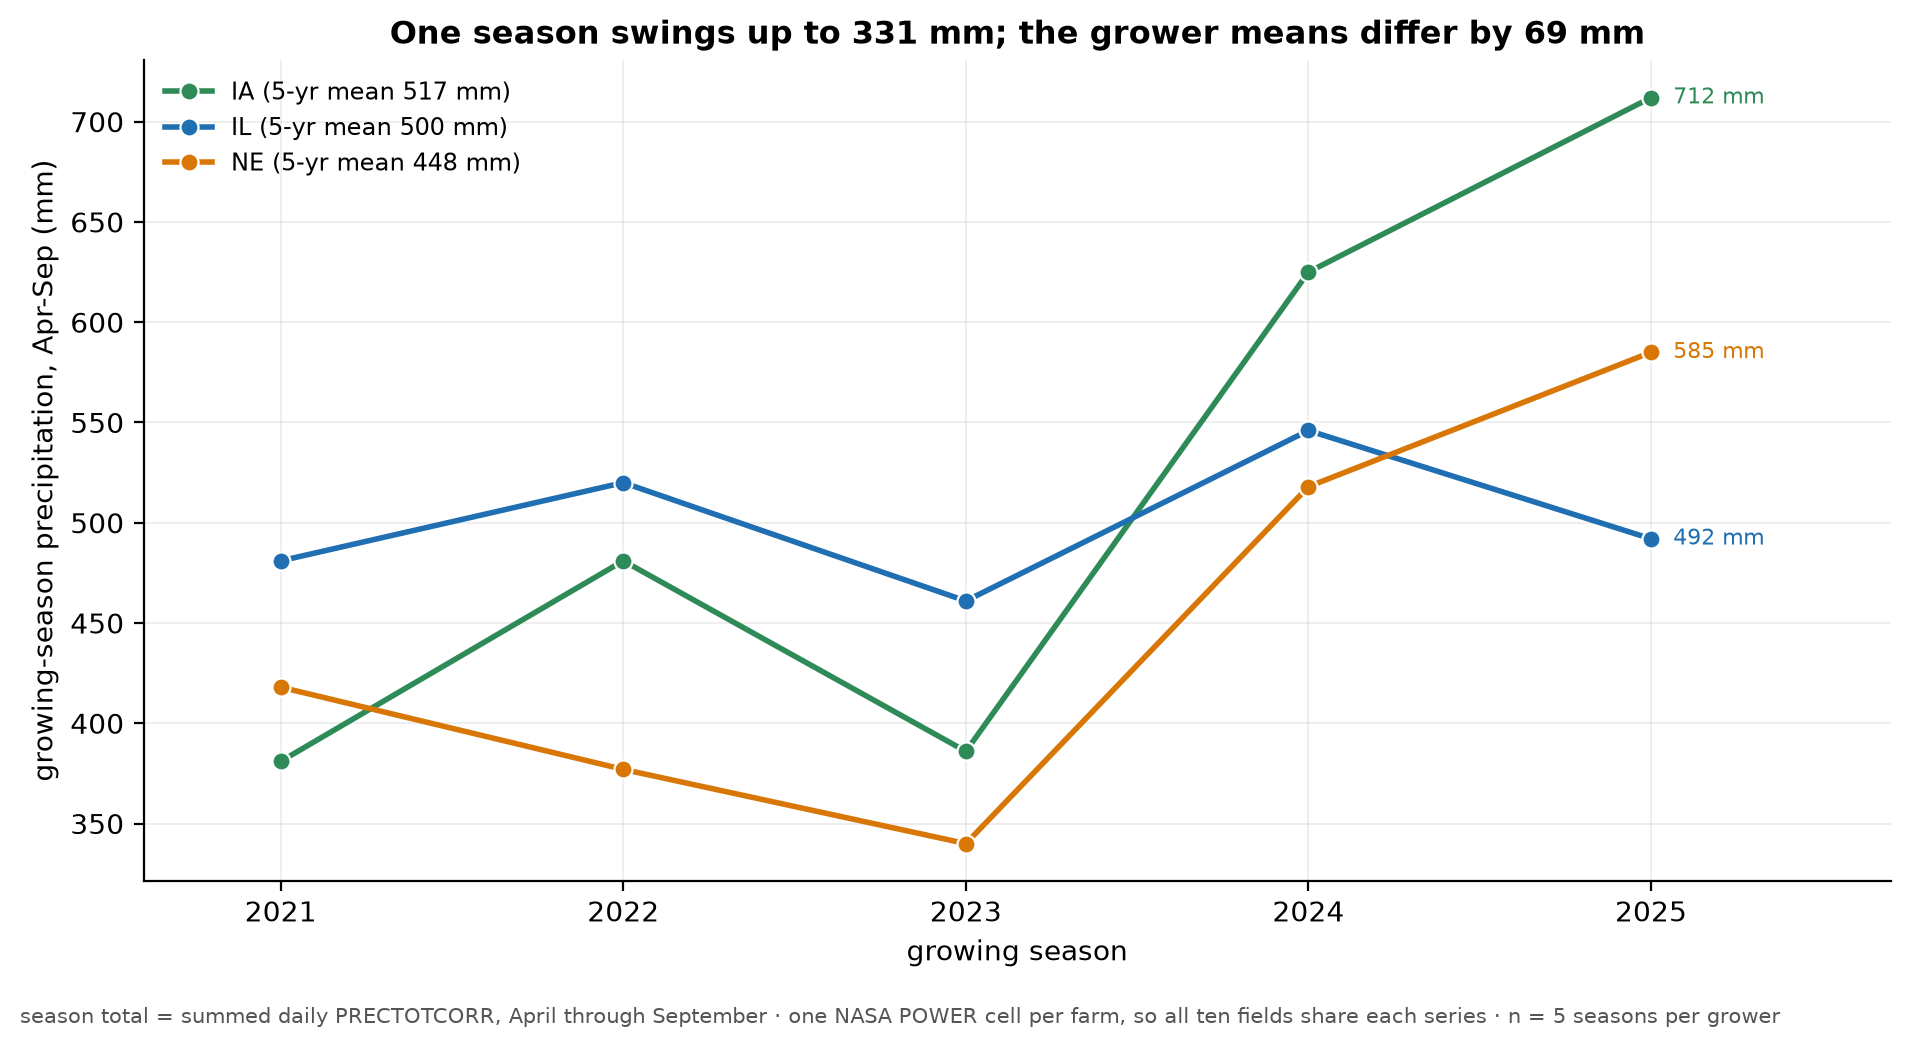 One season swings up to 331 mm; the grower means differ by 69 mm
IA (5-yr mean 517 mm)
IL (5-yr mean 500 mm)
NE (5-yr mean 448 mm)
712 mm
585 mm
492 mm
growing-season precipitation, Apr-Sep (mm)
700
650
600
550
500
450
400
350
2021
2022
2023
2024
2025
growing season
season total = summed daily PRECTOTCORR, April through September · one NASA POWER cell per farm, so all ten fields share each series · n = 5 seasons per grower